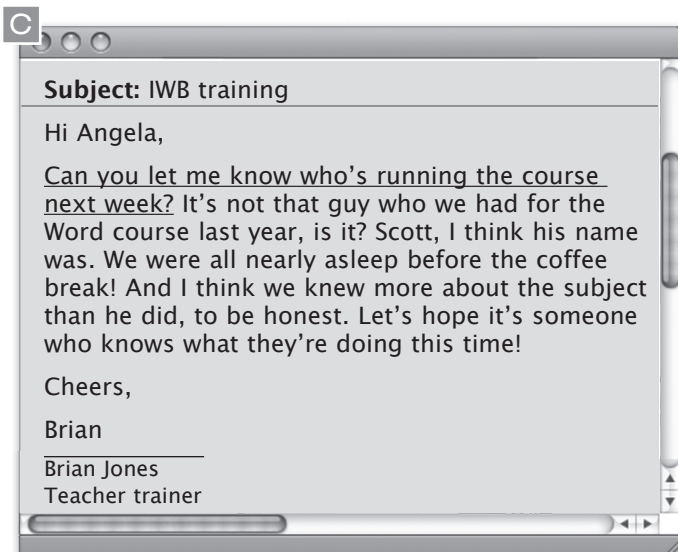 C
Subject: IWB training
Hi Angela,
Can you let me know who's running the course
next week? It's not that guy who we had for the
Word course last year, is it? Scott, I think his name
was. We were all nearly asleep before the coffee
break! And I think we knew more about the subject
than he did, to be honest. Let's hope it's someone
who knows what they're doing this time!
Cheers,
Brian
Brian Jones
Teacher trainer